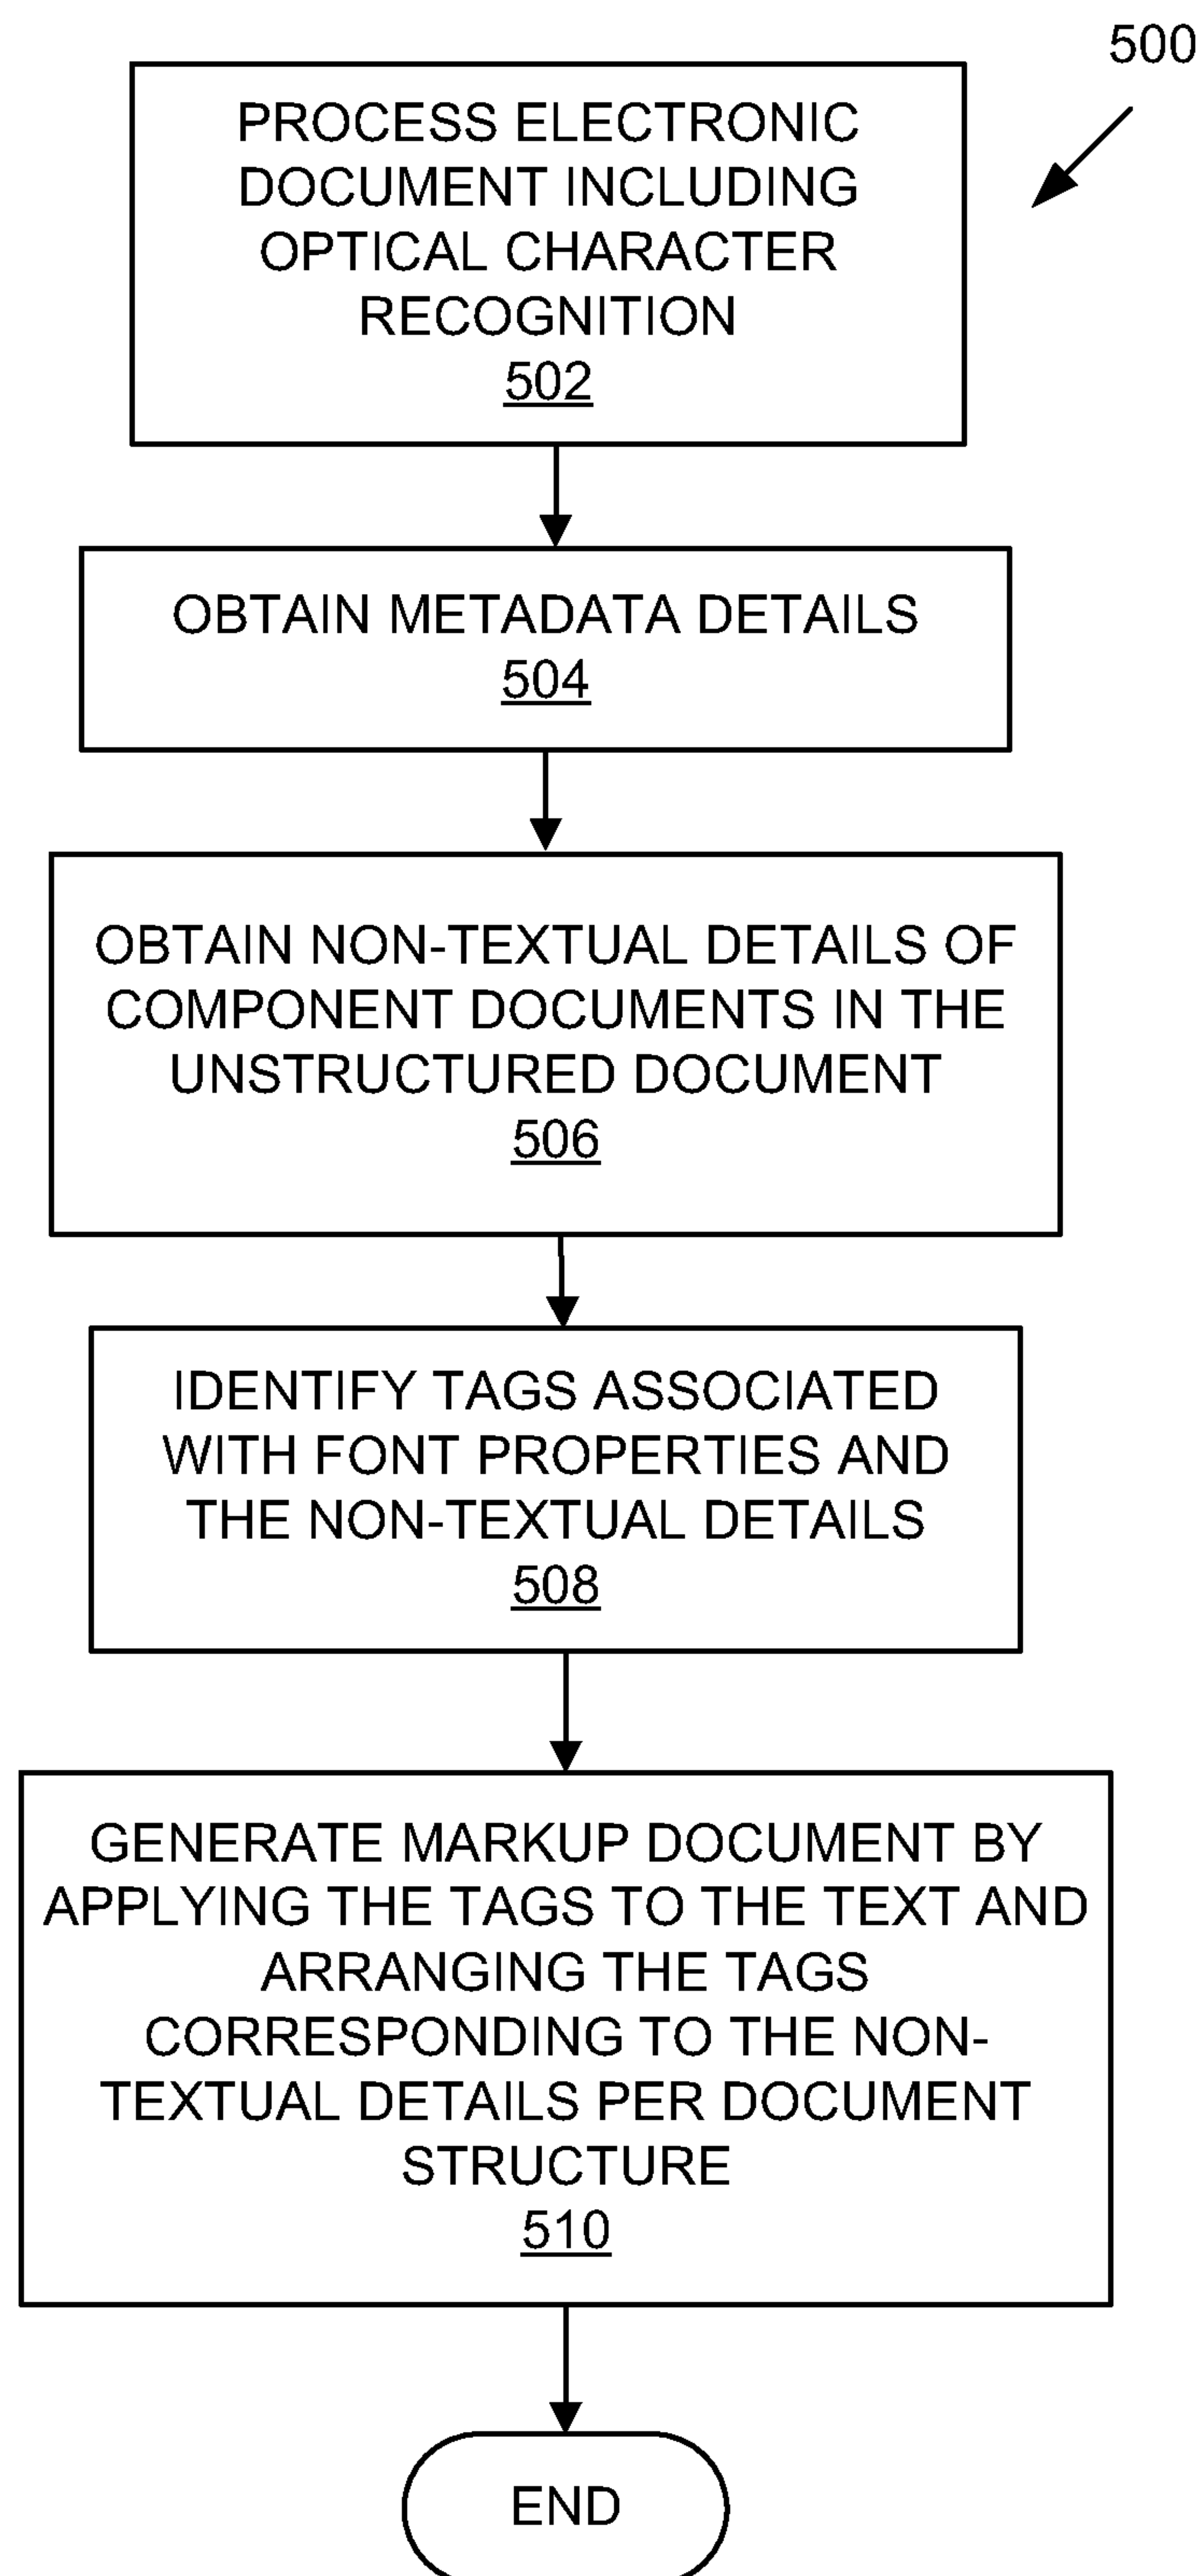 500
PROCESS ELECTRONIC
DOCUMENT INCLUDING
OPTICAL CHARACTER
RECOGNITION
502
OBTAIN METADATA DETAILS
504
OBTAIN NON-TEXTUAL DETAILS OF
COMPONENT DOCUMENTS IN THE
UNSTRUCTURED DOCUMENT
506
IDENTIFY TAGS ASSOCIATED
WITH FONT PROPERTIES AND
THE NON-TEXTUAL DETAILS
508
GENERATE MARKUP DOCUMENT BY
APPLYING THE TAGS TO THE TEXT AND
ARRANGING THE TAGS
CORRESPONDING TO THE NON-
TEXTUAL DETAILS PER DOCUMENT
STRUCTURE
510
END